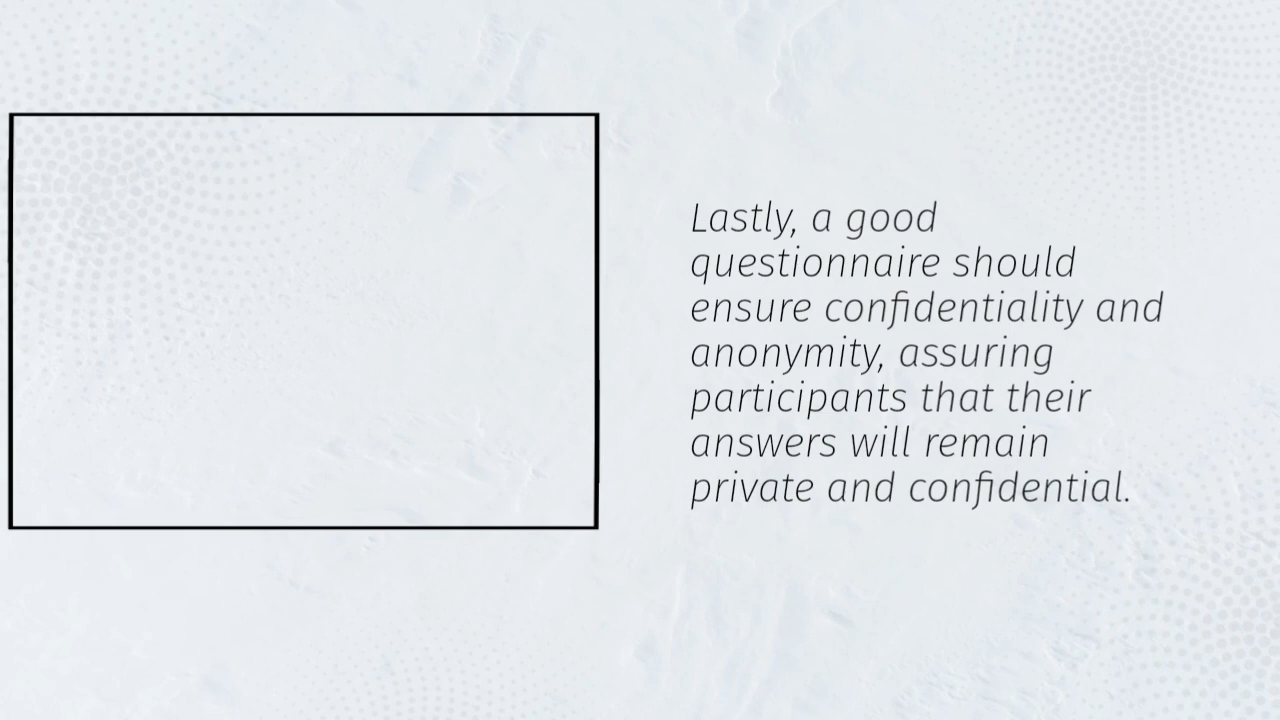 Lastly, a good
questionnaire should
ensure confidentiality and
anonymity, assuring
participants that their
answers will remain
private and confidential.